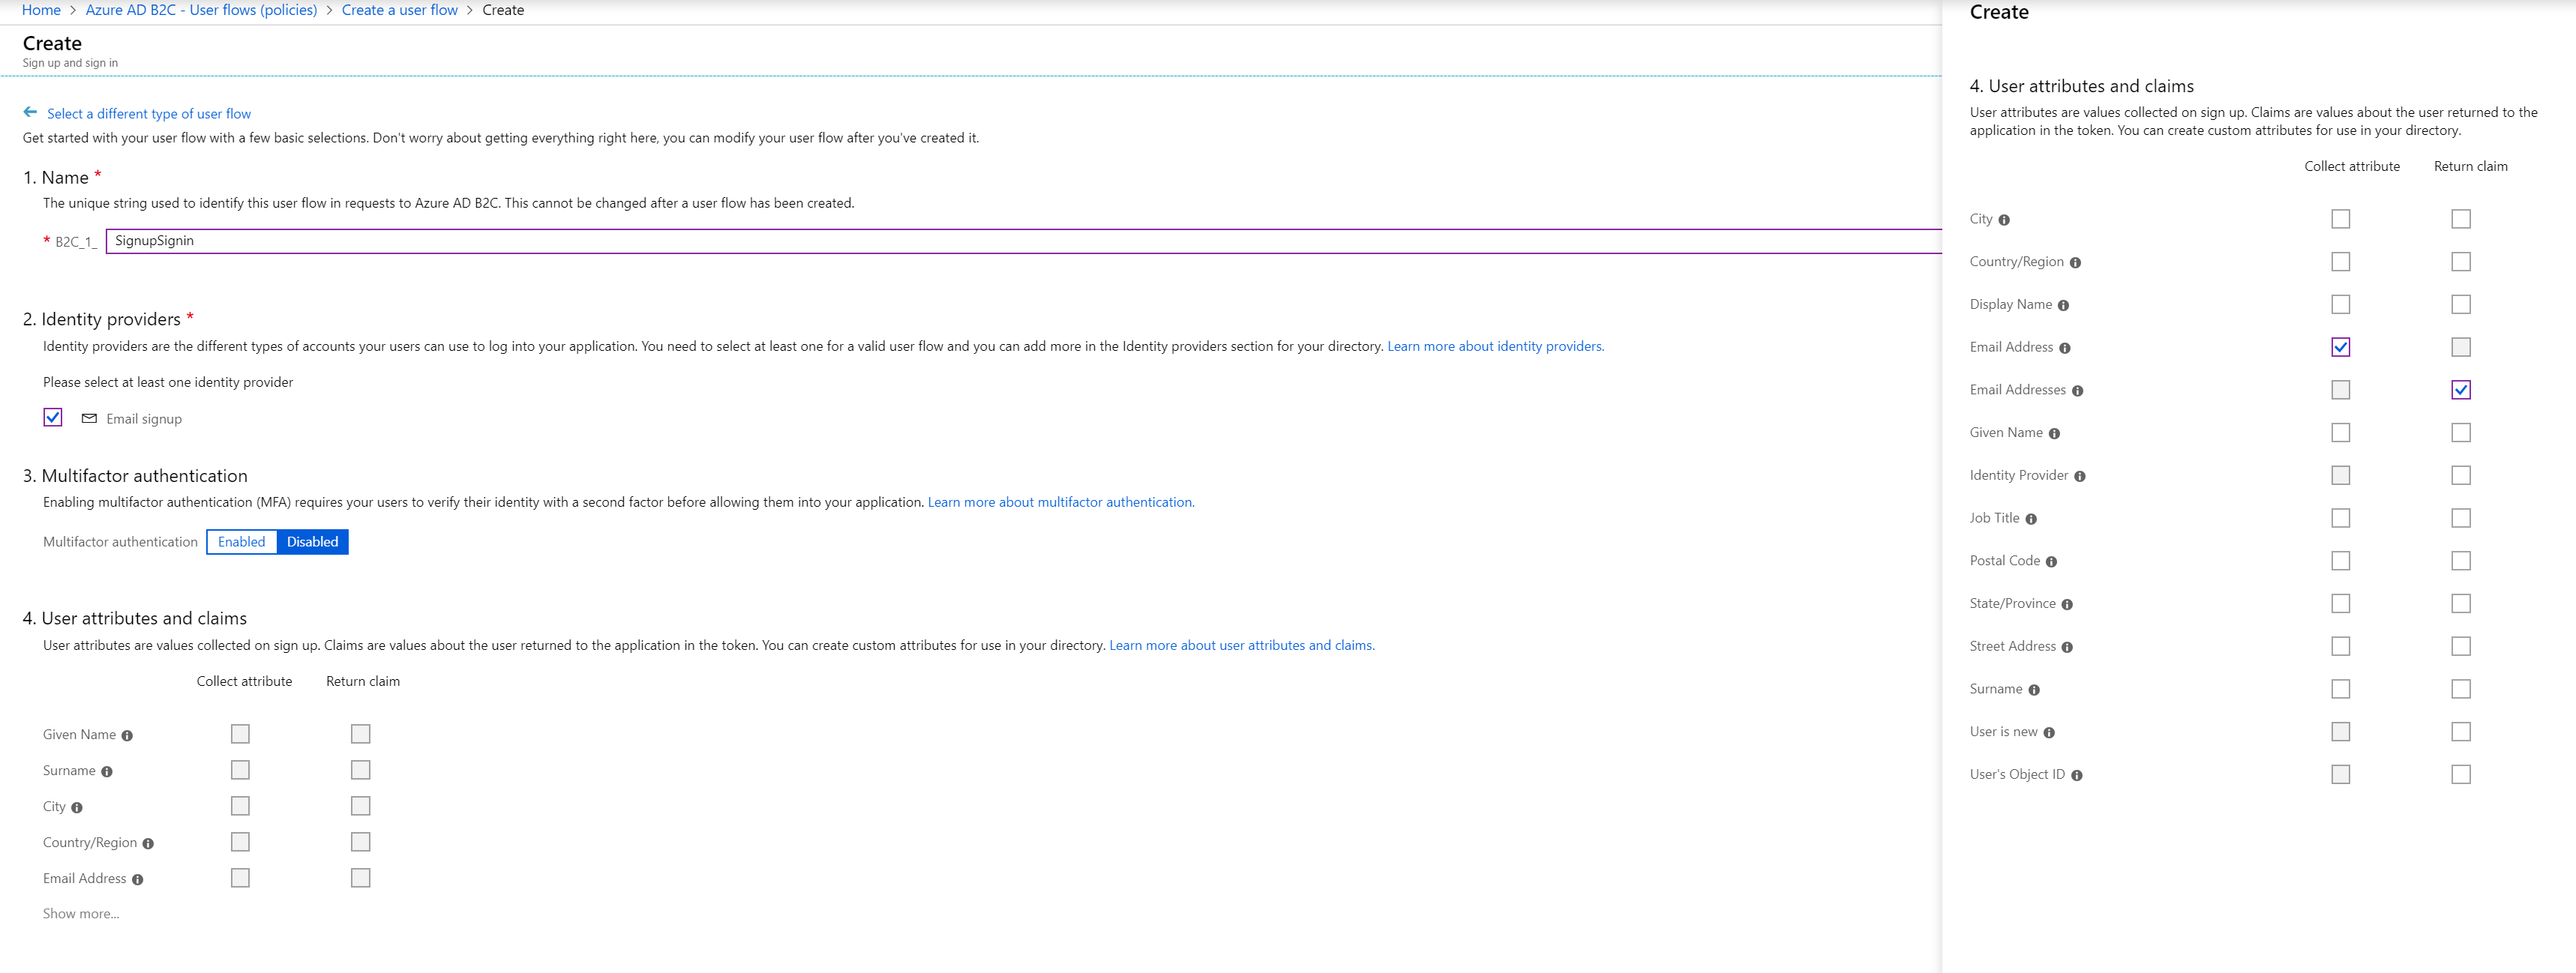 Home > Azure AD B2C - User flows (policies) > Create a user flow > Create
Create
Sign up and sign in
← Select a different type of user flow
Get started with your user flow with a few basic selections. Don't worry about getting everything right here, you can modify your user flow after you've created it.
1. Name *
The unique string used to identify this user flow in requests to Azure AD B2C. This cannot be changed after a user flow has been created.
* B2C_1_ SignupSignin
2. Identity providers *
Identity providers are the different types of accounts your users can use to log into your application. You need to select at least one for a valid user flow and you can add more in the Identity providers section for your directory. Learn more about identity providers.
Please select at least one identity provider
Email signup
3. Multifactor authentication
Enabling multifactor authentication (MFA) requires your users to verify their identity with a second factor before allowing them into your application. Learn more about multifactor authentication.
Multifactor authentication Enabled Disabled
4. User attributes and claims
User attributes are values collected on sign up. Claims are values about the user returned to the application in the token. You can create custom attributes for use in your directory. Learn more about user attributes and claims.
Collect attribute Return claim
Given Name
Surname
City
Country/Region
Email Address
Show more...
Create
4. User attributes and claims
User attributes are values collected on sign up. Claims are values about the user returned to the
application in the token. You can create custom attributes for use in your directory.
Collect attribute Return claim
City
Country/Region
Display Name
Email Address
Email Addresses
Given Name
Identity Provider
Job Title
Postal Code
State/Province
Street Address
Surname
User is new
User's Object ID